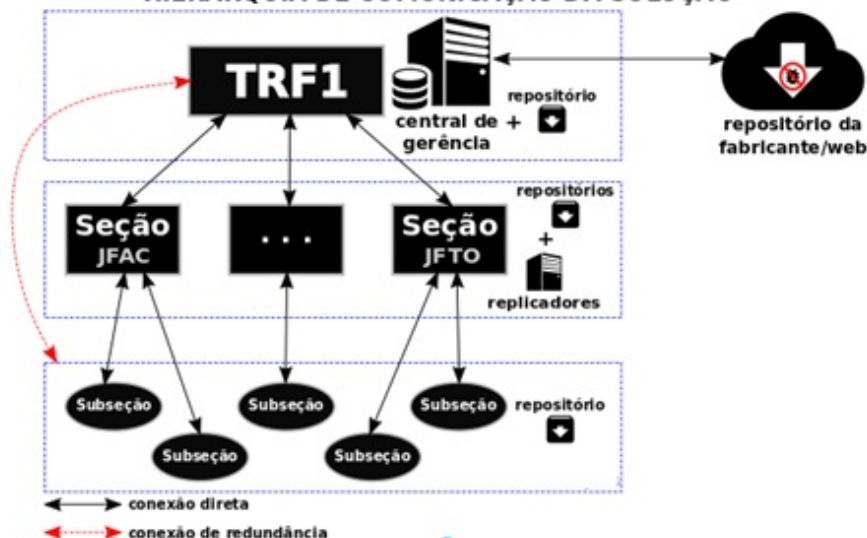 TRF1
central de
gerência
+
repositório
repositório da
fabricante/web
Seção
JFAC
...
Seção
JFTO
repositórios
+
replicadores
Subseção
Subseção
Subseção
repositório
Subseção
Subseção
conexão direta
conexão de redundância